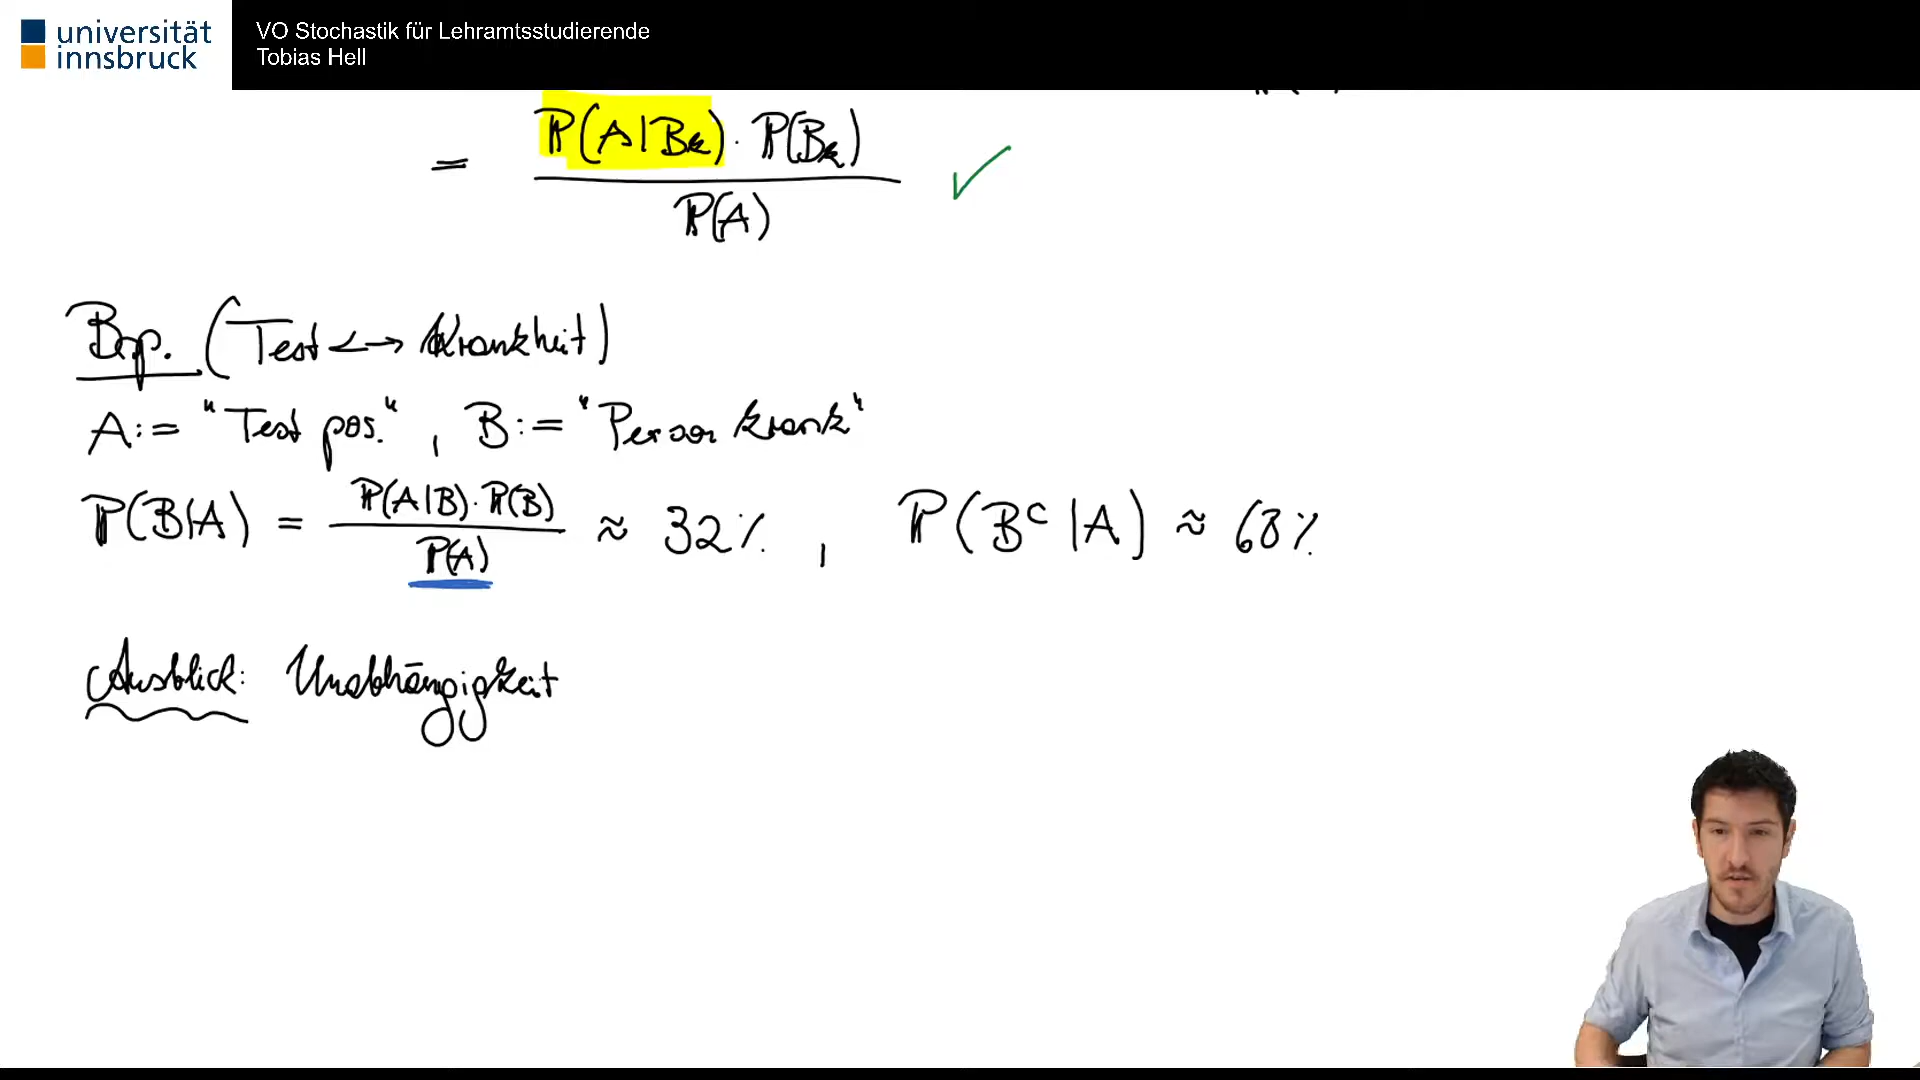 universität
innsbruck
VO Stochastik für Lehramtsstudierende
Tobias Hell
= P(A|Bk) · P(Bk) / P(A) ✓
Bsp. (Test ↔ Krankheit)
A := "Test pos.", B := "Person krank"
P(B|A) = P(A|B) · P(B) / P(A) ≈ 32%, P(Bᶜ|A) ≈ 68%
Ausblick: Unabhängigkeit